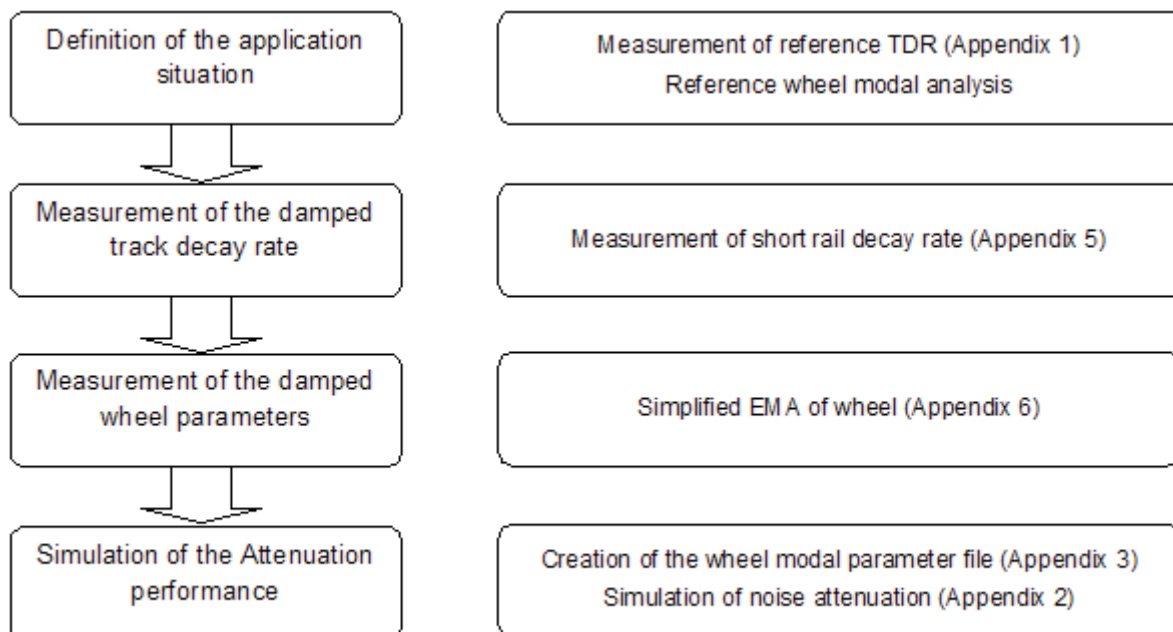 Definition of the application
situation
Measurement of reference TDR (Appendix 1)
Reference wheel modal analysis
Measurement of the damped
track decay rate
Measurement of short rail decay rate (Appendix 5)
Measurement of the damped
wheel parameters
Simplified EMA of wheel (Appendix 6)
Simulation of the Attenuation
performance
Creation of the wheel modal parameter file (Appendix 3)
Simulation of noise attenuation (Appendix 2)